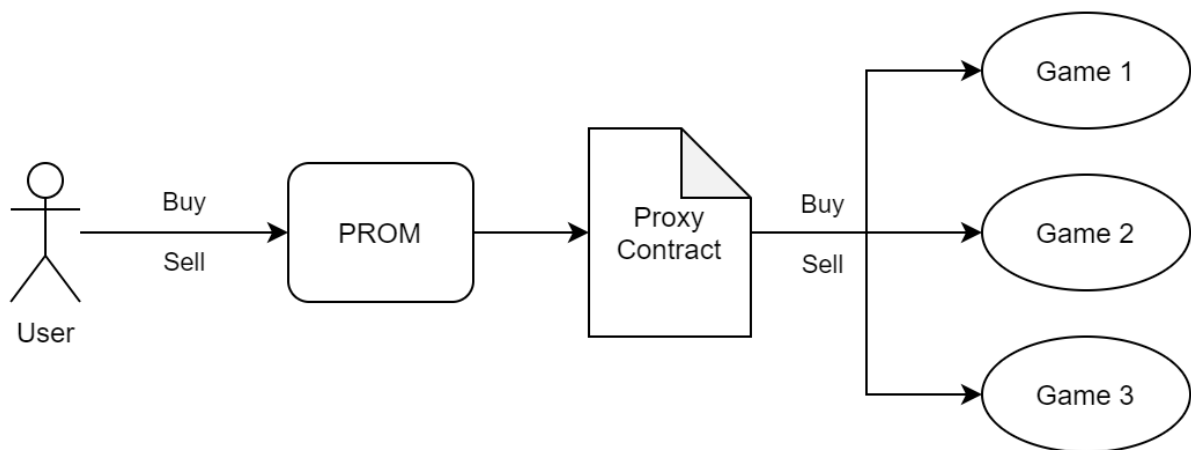 User
Buy
Sell
PROM
Proxy
Contract
Buy
Sell
Game 1
Game 2
Game 3